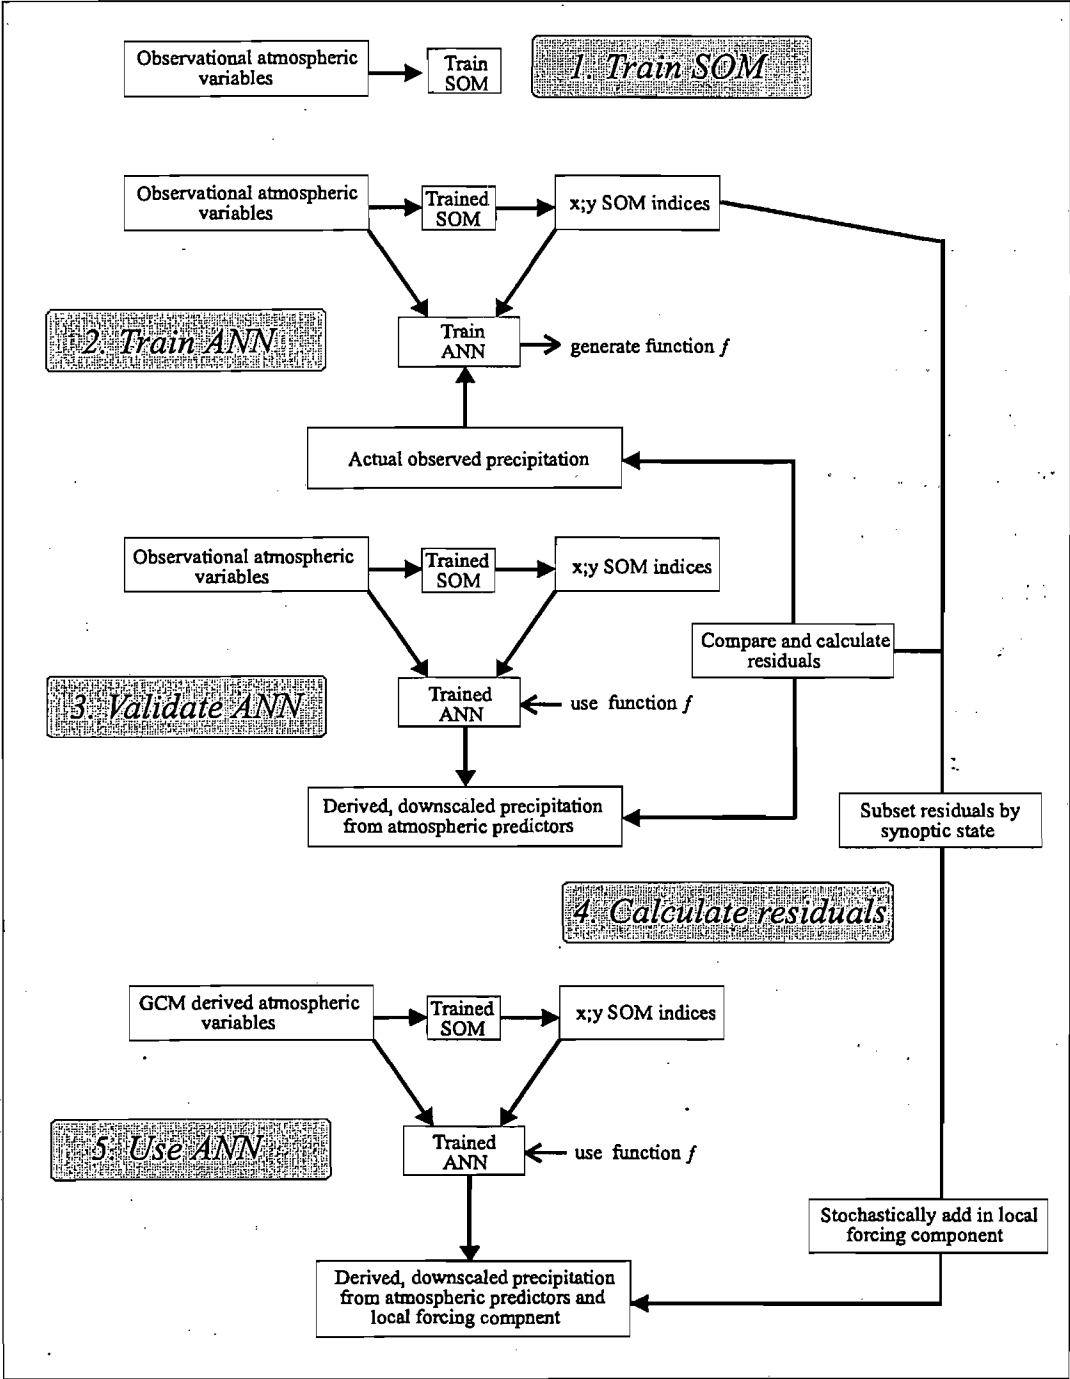 Observational atmospheric
variables
Train
SOM
1. Train SOM
Observational atmospheric
variables
Trained
SOM
x;y SOM indices
2. Train ANN
Train
ANN
generate function f
Actual observed precipitation
Observational atmospheric
variables
Trained
SOM
x;y SOM indices
Compare and calculate
residuals
3. Validate ANN
Trained
ANN
use function f
Derived, downscaled precipitation
from atmospheric predictors
Subset residuals by
synoptic state
4. Calculate residuals
GCM derived atmospheric
variables
Trained
SOM
x;y SOM indices
5. Use ANN
Trained
ANN
use function f
Stochastically add in local
forcing component
Derived, downscaled precipitation
from atmospheric predictors and
local forcing compnent